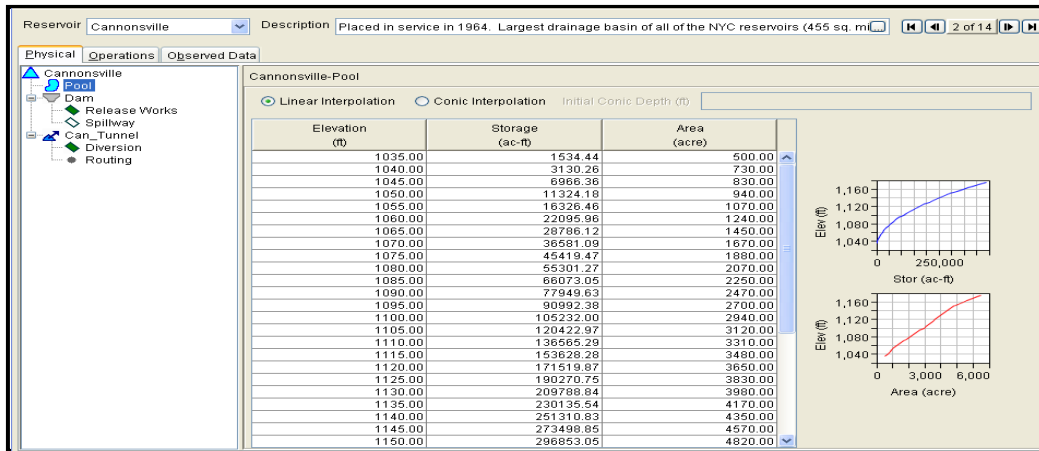 Reservoir Cannonsville Description Placed in service in 1964. Largest drainage basin of all of the NYC reservoirs (455 sq. mi ... 2 of 14
Physical Operations Observed Data
Cannonsville
Pool
Dam
Release Works
Spillway
Can_Tunnel
Diversion
Routing
Cannonsville-Pool
Linear Interpolation Conic Interpolation Initial Conic Depth (ft)
Elevation Storage Area
(ft) (ac-ft) (acre)
1035.00 1534.44 500.00
1040.00 3130.26 730.00
1045.00 6966.36 830.00
1050.00 11324.18 940.00
1055.00 16326.46 1070.00
1060.00 22095.96 1240.00
1065.00 28786.12 1450.00
1070.00 36581.09 1670.00
1075.00 45419.47 1880.00
1080.00 55301.27 2070.00
1085.00 66073.05 2250.00
1090.00 77949.63 2470.00
1095.00 90992.38 2700.00
1100.00 105232.00 2940.00
1105.00 120422.97 3120.00
1110.00 136565.29 3310.00
1115.00 153628.28 3480.00
1120.00 171519.87 3650.00
1125.00 190270.75 3830.00
1130.00 209788.84 3980.00
1135.00 230135.54 4170.00
1140.00 251310.83 4350.00
1145.00 273498.85 4570.00
1150.00 296853.05 4820.00
Elev (ft)
1,160
1,120
1,080
1,040
0 250,000
Stor (ac-ft)
Elev (ft)
1,160
1,120
1,080
1,040
0 3,000 6,000
Area (acre)